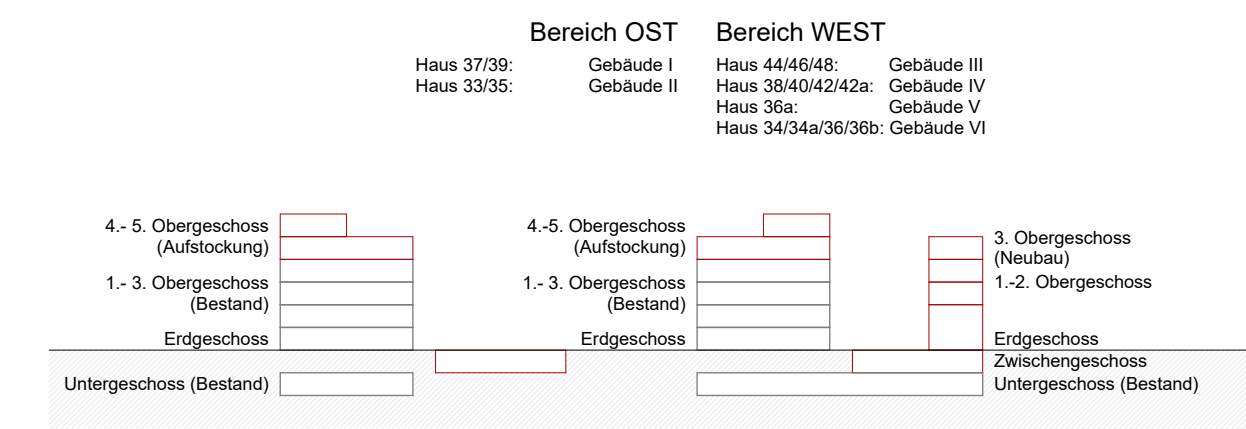 Bereich OST
Haus 37/39: Gebäude I
Haus 33/35: Gebäude II
Bereich WEST
Haus 44/46/48: Gebäude III
Haus 38/40/42/42a: Gebäude IV
Haus 36a: Gebäude V
Haus 34/34a/36/36b: Gebäude VI
4.- 5. Obergeschoss
(Aufstockung)
1.- 3. Obergeschoss
(Bestand)
Erdgeschoss
Untergeschoss (Bestand)
4.-5. Obergeschoss
(Aufstockung)
1.- 3. Obergeschoss
(Bestand)
Erdgeschoss
3. Obergeschoss
(Neubau)
1.-2. Obergeschoss
Erdgeschoss
Zwischengeschoss
Untergeschoss (Bestand)